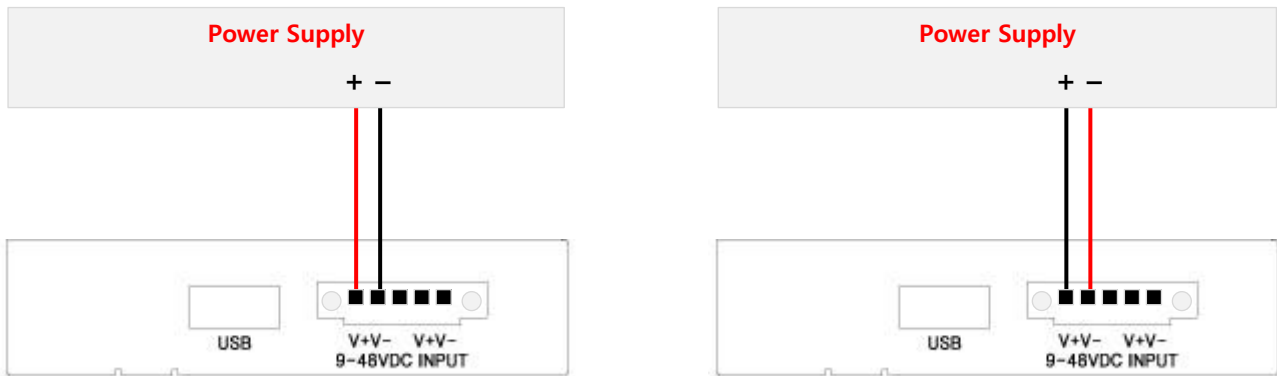 Power Supply
+ −
USB
V+V− V+V−
9-48VDC INPUT
Power Supply
+ −
USB
V+V− V+V−
9-48VDC INPUT